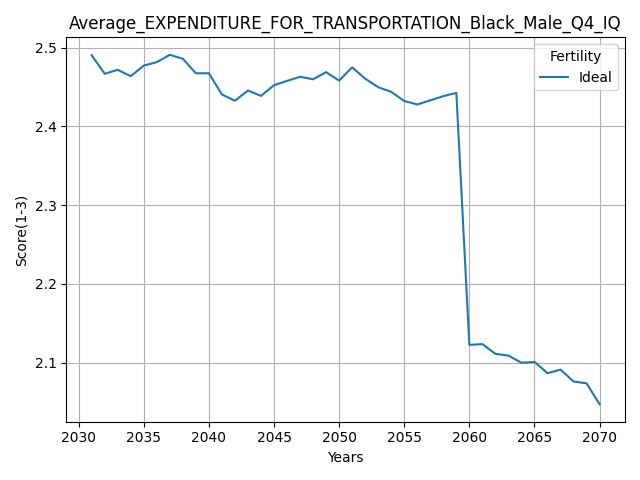 Average_EXPENDITURE_FOR_TRANSPORTATION_Black_Male_Q4_IQ
Fertility
Ideal
2.5
2.4
2.3
2.2
2.1
Score(1-3)
2030 2035 2040 2045 2050 2055 2060 2065 2070
Years